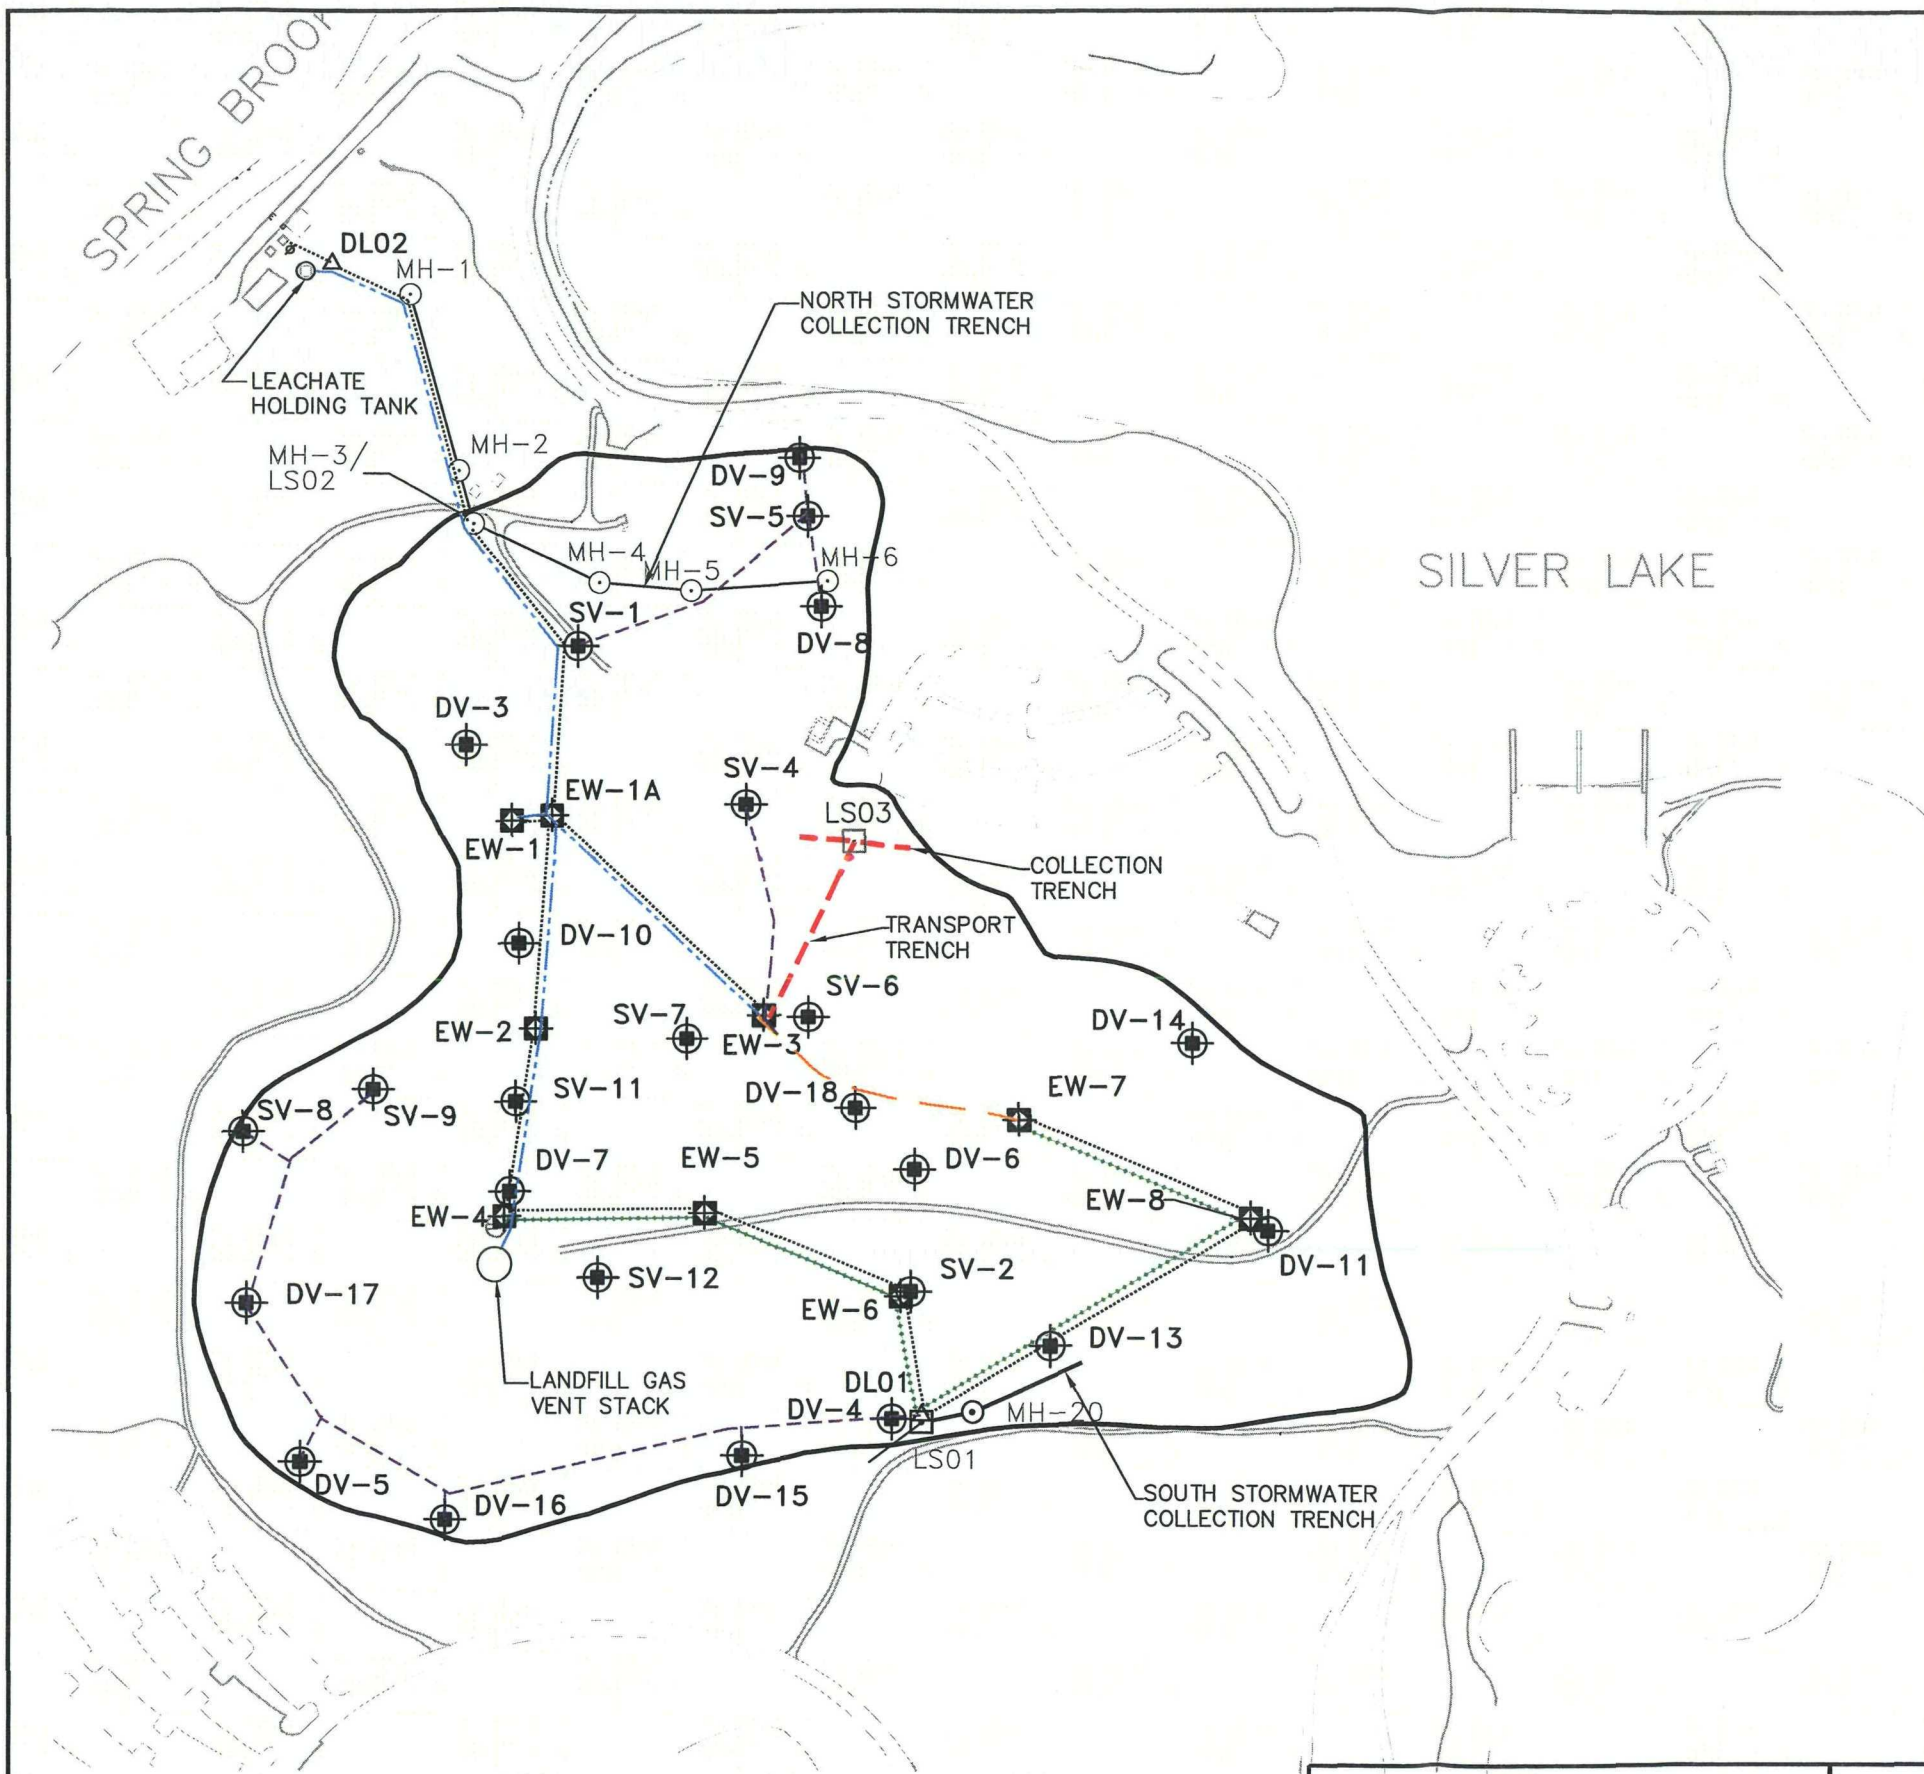 SPRING BROOK
DL02
MH-1
NORTH STORMWATER
COLLECTION TRENCH
LEACHATE
HOLDING TANK
MH-2
MH-3/
LS02
DV-9
SV-5
MH-4
MH-5
MH-6
SILVER LAKE
SV-1
DV-8
DV-3
SV-4
EW-1A
LS03
EW-1
COLLECTION
TRENCH
TRANSPORT
TRENCH
DV-10
SV-6
SV-7
EW-2
EW-3
DV-14
EW-7
DV-18
SV-11
SV-8
SV-9
DV-7
EW-5
DV-6
EW-8
EW-4
DV-11
SV-2
SV-12
DV-17
EW-6
DV-13
LANDFILL GAS
VENT STACK
DL01
DV-4
MH-20
LS01
DV-5
DV-16
DV-15
SOUTH STORMWATER
COLLECTION TRENCH